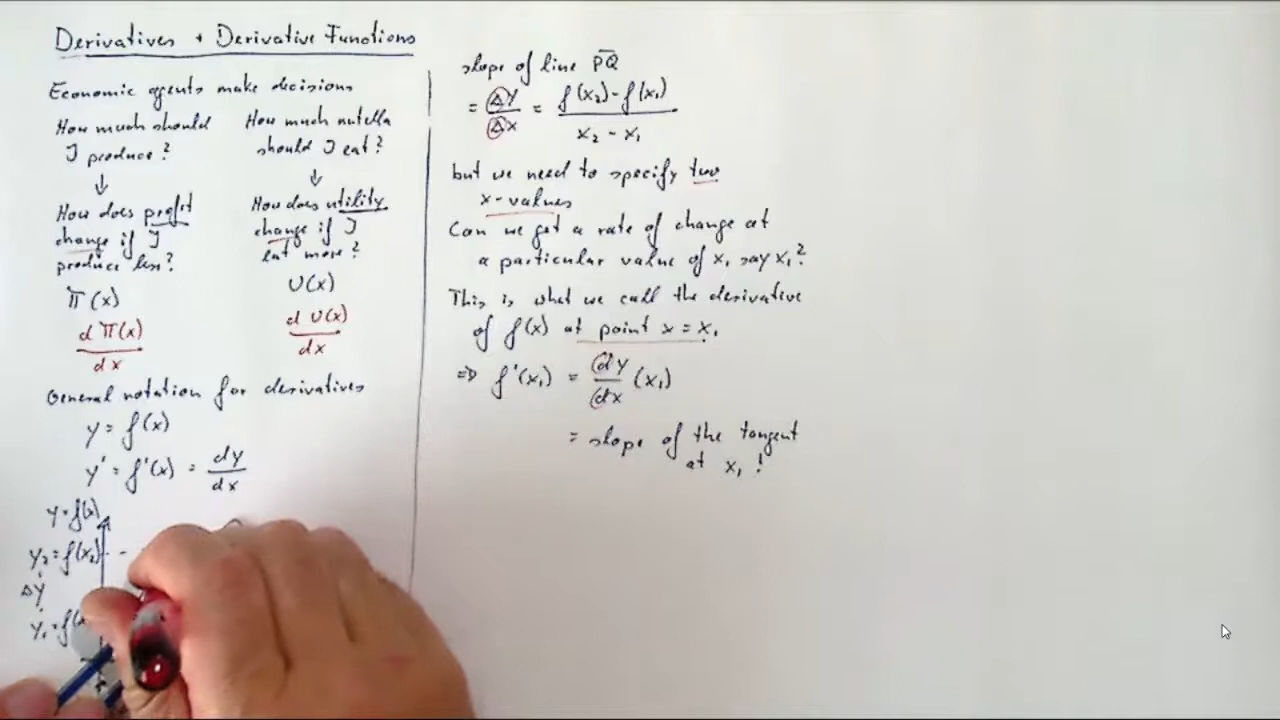 Derivatives + Derivative Functions
Economic agents make decisions
How much should
I produce?
↓
How does profit
change if I
produce less?
π(x)
d π(x)
dx
How much nutella
should I eat?
↓
How does utility
change if I
eat more?
U(x)
d U(x)
dx
General notation for derivatives
y = f(x)
y' = f'(x) = dy/dx
y=f(x)
y₂=f(x₂)
Δy
y₁=f(
slope of line PQ
= Δy/Δx = f(x₂)-f(x₁) / x₂ - x₁
but we need to specify two
x-values
Can we get a rate of change at
a particular value of x, say x₁?
This is what we call the derivative
of f(x) at point x = x₁
⇒ f'(x₁) = dy/dx (x₁)
= slope of the tangent
at x₁ !